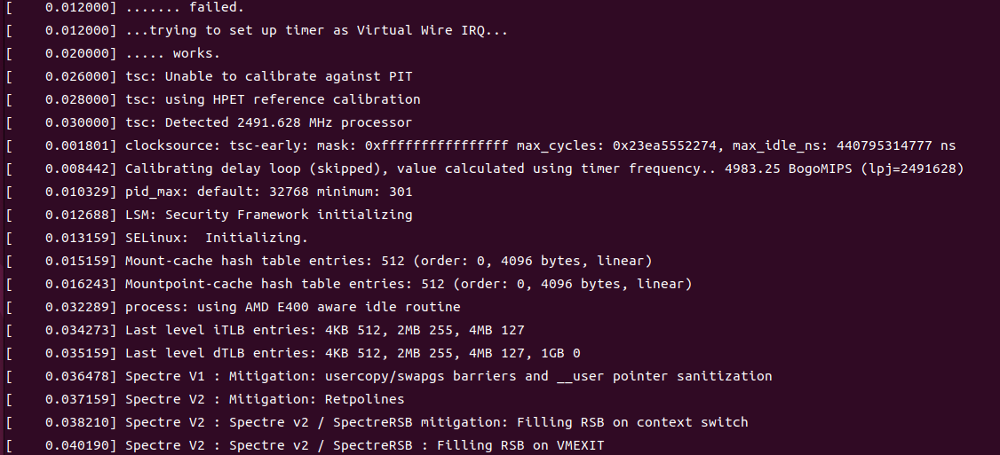 [    0.012000] ....... failed.
[    0.012000] ...trying to set up timer as Virtual Wire IRQ...
[    0.020000] ..... works.
[    0.026000] tsc: Unable to calibrate against PIT
[    0.028000] tsc: using HPET reference calibration
[    0.030000] tsc: Detected 2491.628 MHz processor
[    0.001801] clocksource: tsc-early: mask: 0xffffffffffffffff max_cycles: 0x23ea5552274, max_idle_ns: 440795314777 ns
[    0.008442] Calibrating delay loop (skipped), value calculated using timer frequency.. 4983.25 BogoMIPS (lpj=2491628)
[    0.010329] pid_max: default: 32768 minimum: 301
[    0.012688] LSM: Security Framework initializing
[    0.013159] SELinux:  Initializing.
[    0.015159] Mount-cache hash table entries: 512 (order: 0, 4096 bytes, linear)
[    0.016243] Mountpoint-cache hash table entries: 512 (order: 0, 4096 bytes, linear)
[    0.032289] process: using AMD E400 aware idle routine
[    0.034273] Last level iTLB entries: 4KB 512, 2MB 255, 4MB 127
[    0.035159] Last level dTLB entries: 4KB 512, 2MB 255, 4MB 127, 1GB 0
[    0.036478] Spectre V1 : Mitigation: usercopy/swapgs barriers and __user pointer sanitization
[    0.037159] Spectre V2 : Mitigation: Retpolines
[    0.038210] Spectre V2 : Spectre v2 / SpectreRSB mitigation: Filling RSB on context switch
[    0.040190] Spectre V2 : Spectre v2 / SpectreRSB : Filling RSB on VMEXIT